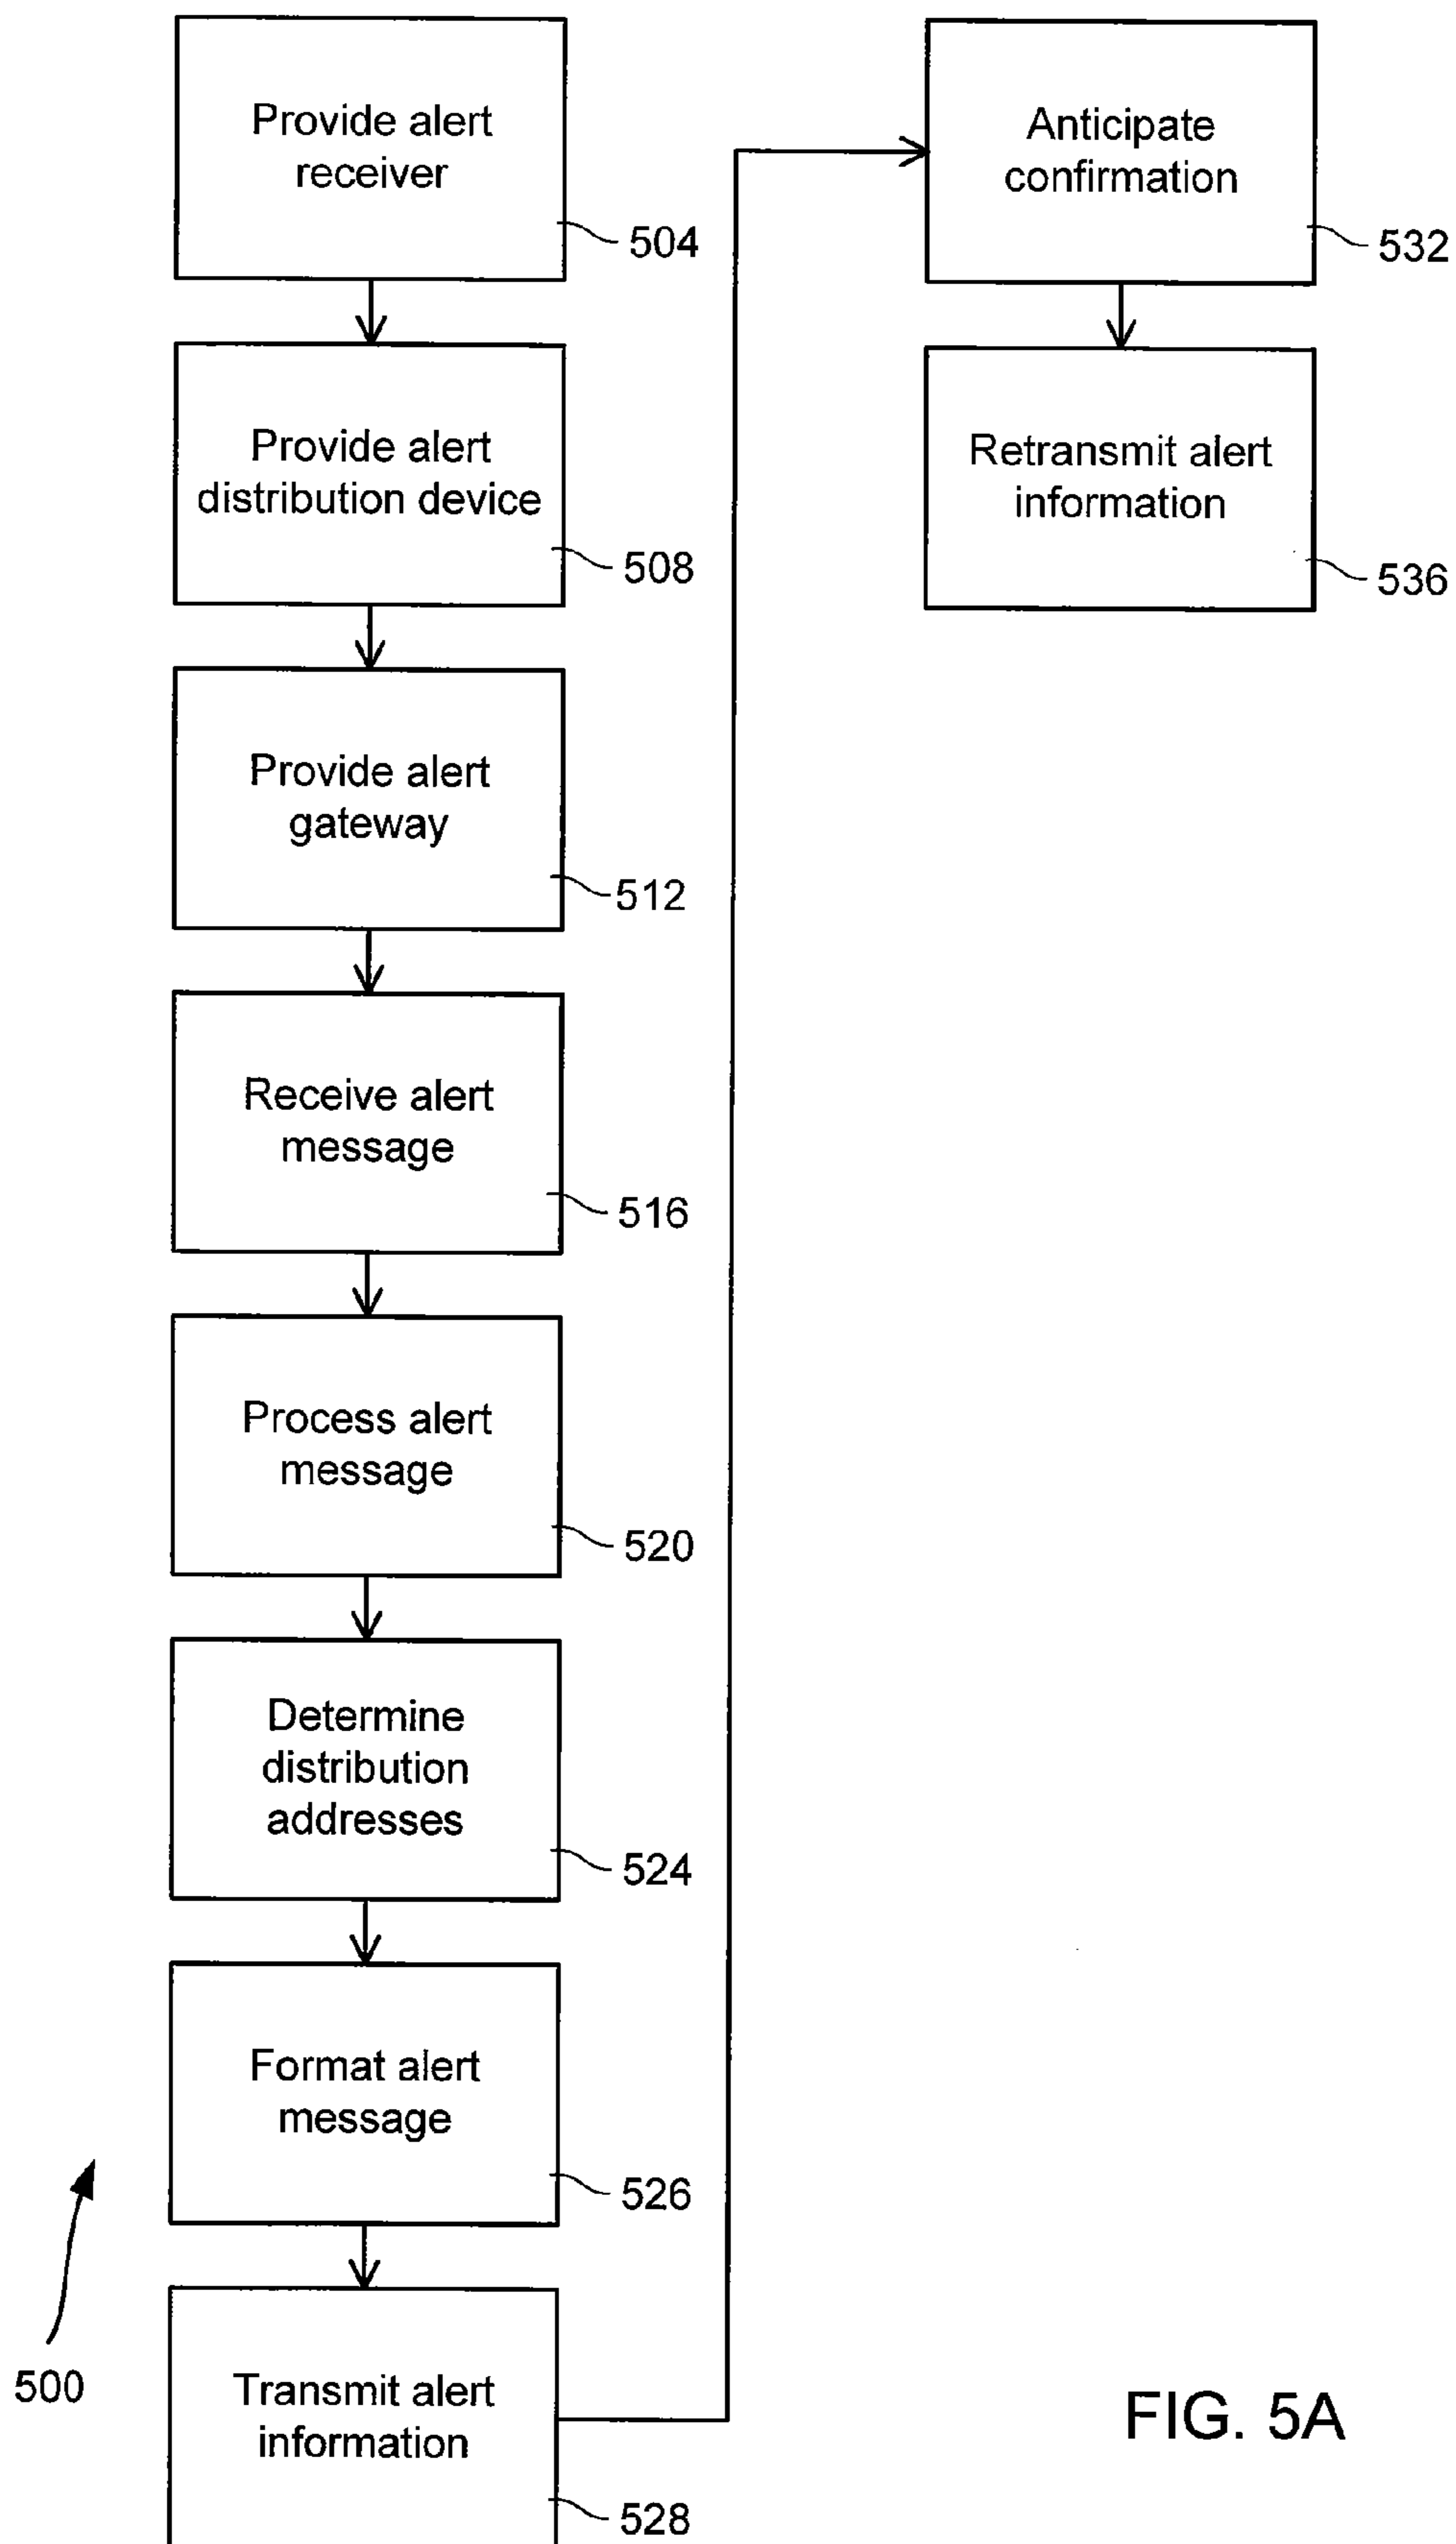 Provide alert
receiver
504
Provide alert
distribution device
508
Provide alert
gateway
512
Receive alert
message
516
Process alert
message
520
Determine
distribution
addresses
524
Format alert
message
526
Transmit alert
information
528
500
Anticipate
confirmation
532
Retransmit alert
information
536
FIG. 5A